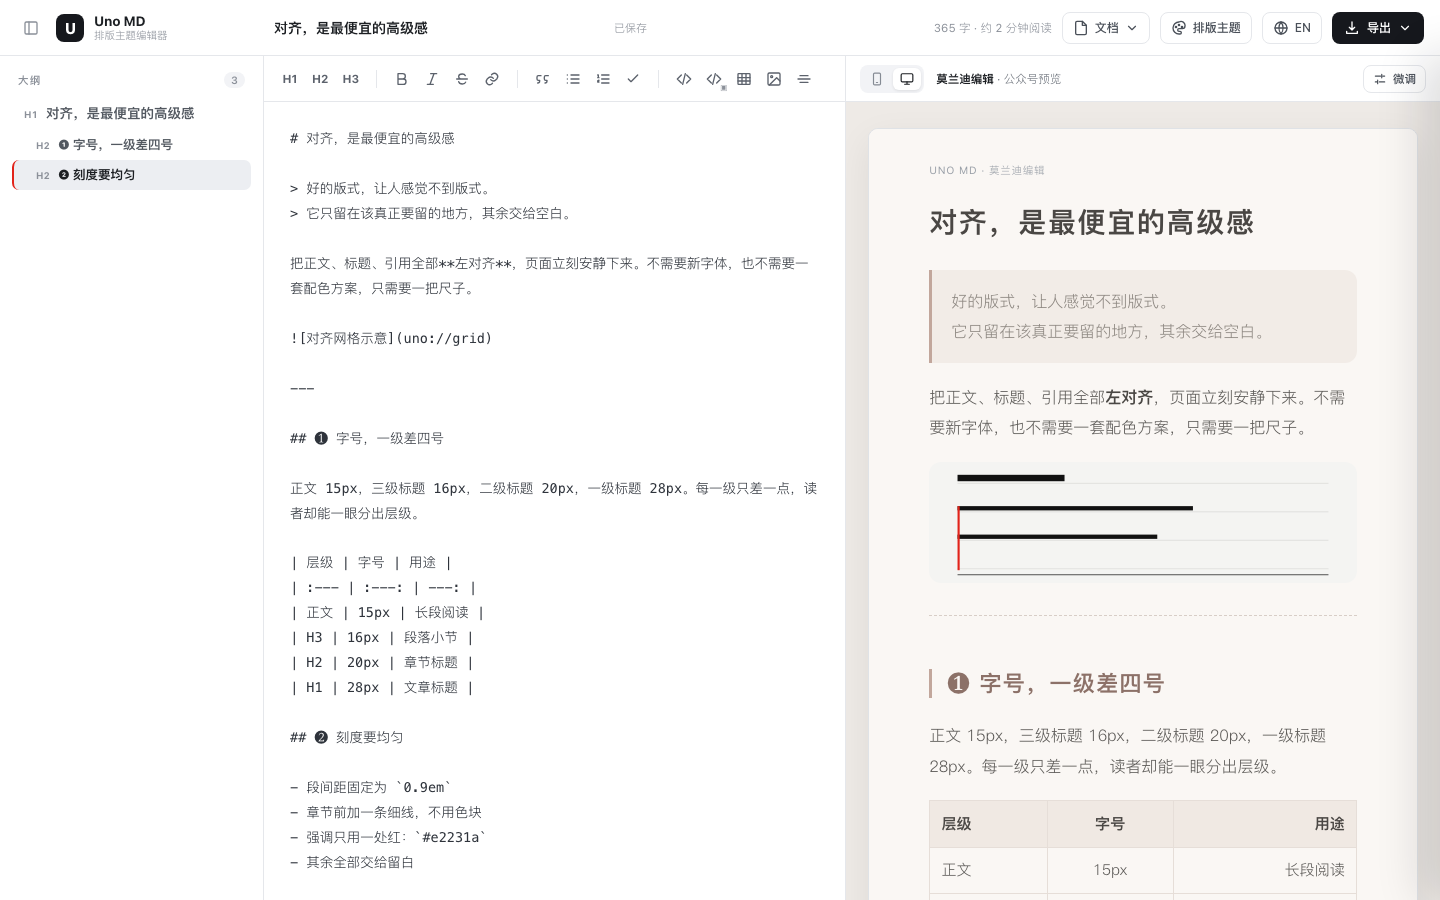 Uno MD
排版主题编辑器
对齐，是最便宜的高级感
已保存
365 字 · 约 2 分钟阅读
文档
排版主题
EN
导出
大纲
3
H1 对齐，是最便宜的高级感
H2 ❶ 字号，一级差四号
H2 ❷ 刻度要均匀
H1 H2 H3
# 对齐，是最便宜的高级感
> 好的版式，让人感觉不到版式。
> 它只留在该真正要留的地方，其余交给空白。
把正文、标题、引用全部**左对齐**，页面立刻安静下来。不需要新字体，也不需要一
套配色方案，只需要一把尺子。
![对齐网格示意](uno://grid)
---
## ❶ 字号，一级差四号
正文 15px，三级标题 16px，二级标题 20px，一级标题 28px。每一级只差一点，读
者却能一眼分出层级。
| 层级 | 字号 | 用途 |
| :--- | :---: | ---: |
| 正文 | 15px | 长段阅读 |
| H3 | 16px | 段落小节 |
| H2 | 20px | 章节标题 |
| H1 | 28px | 文章标题 |
## ❷ 刻度要均匀
- 段间距固定为 `0.9em`
- 章节前加一条细线，不用色块
- 强调只用一处红：`#e2231a`
- 其余全部交给留白
莫兰迪编辑 · 公众号预览
微调
UNO MD · 莫兰迪编辑
对齐，是最便宜的高级感
好的版式，让人感觉不到版式。
它只留在该真正要留的地方，其余交给空白。
把正文、标题、引用全部左对齐，页面立刻安静下来。不需
要新字体，也不需要一套配色方案，只需要一把尺子。
❶ 字号，一级差四号
正文 15px，三级标题 16px，二级标题 20px，一级标题
28px。每一级只差一点，读者却能一眼分出层级。
层级 字号 用途
正文 15px 长段阅读